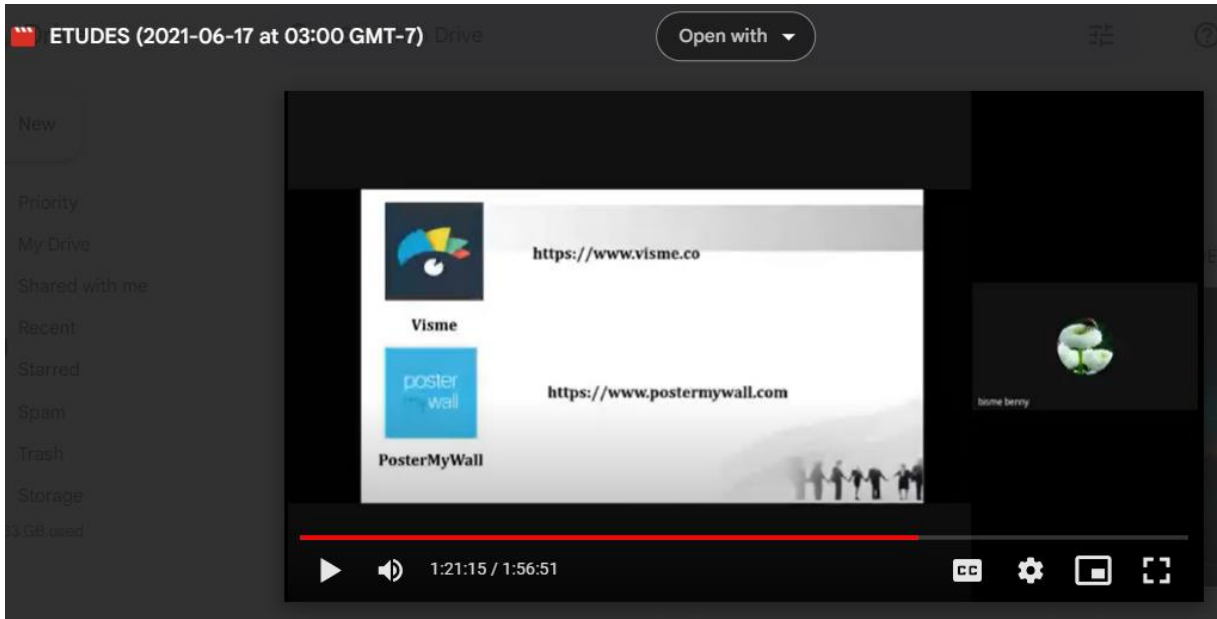 ETUDES (2021-06-17 at 03:00 GMT-7)
Drive
Open with
New
Priority
My Drive
Shared with me
Recent
Starred
Spam
Trash
Storage
GB used
https://www.visme.co
Visme
poster
my wall
https://www.postermywall.com
PosterMyWall
bisme benny
1:21:15 / 1:56:51
CC